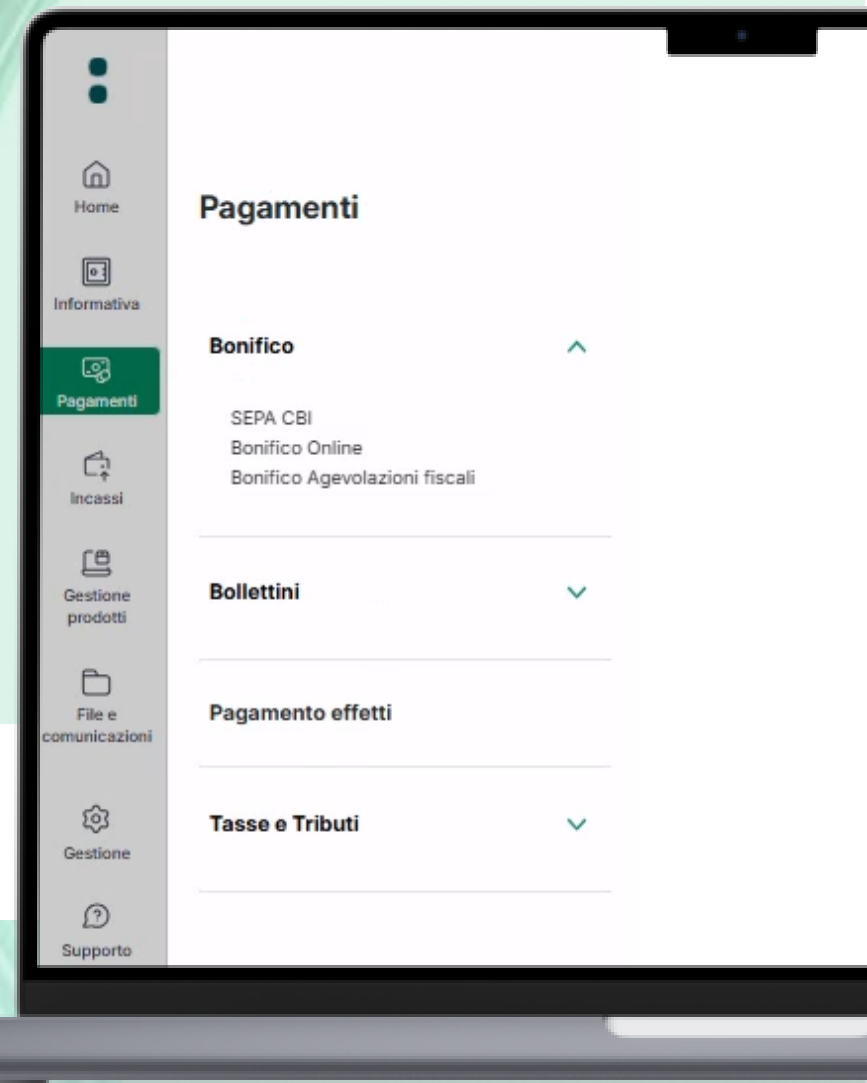 Home
Informativa
Pagamenti
Incassi
Gestione
prodotti
File e
comunicazioni
Gestione
Supporto
Pagamenti
Bonifico
SEPA CBI
Bonifico Online
Bonifico Agevolazioni fiscali
Bollettini
Pagamento effetti
Tasse e Tributi